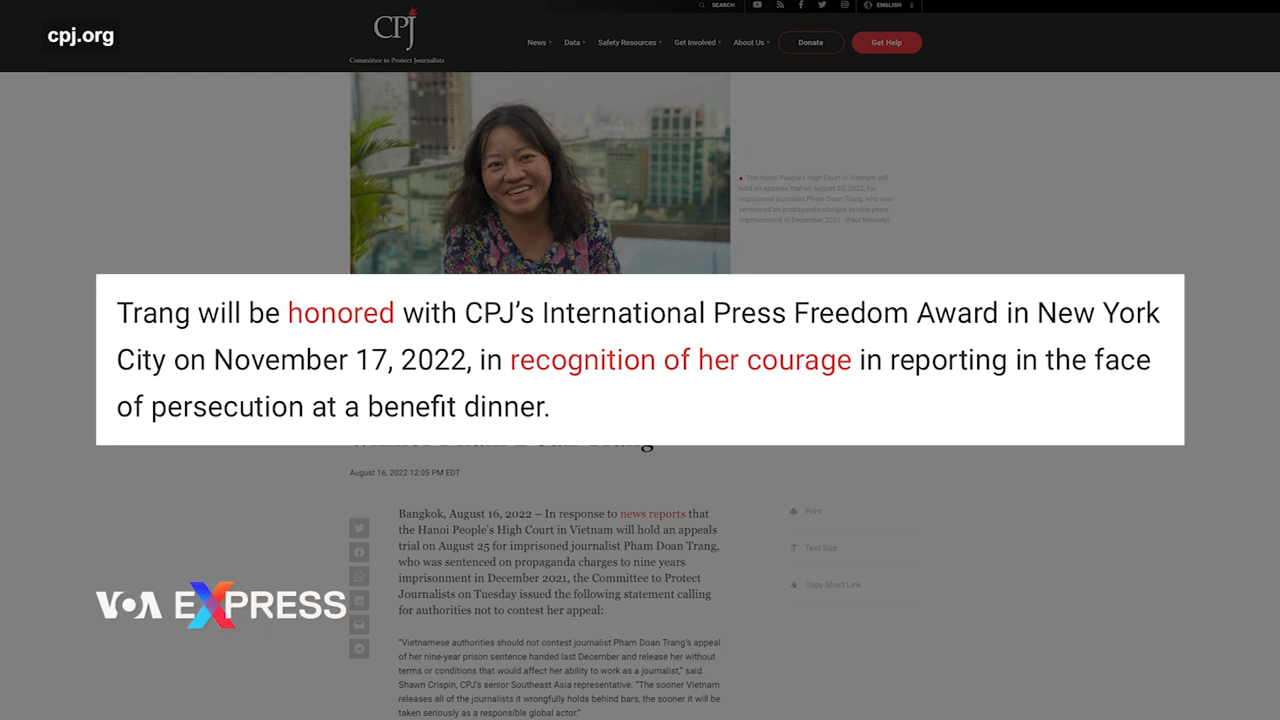 cpj.org
SEARCH
ENGLISH
CPJ
Committee to Protect Journalists
News
Data
Safety Resources
Get Involved
About Us
Donate
Get Help
The Hanoi People's High Court in Vietnam will
hold an appeals trial on August 25, 2022, for
imprisoned journalist Pham Doan Trang, who was
sentenced on propaganda charges to nine years
imprisonment in December 2021. (Paul Mooney)
Trang will be honored with CPJ’s International Press Freedom Award in New York
City on November 17, 2022, in recognition of her courage in reporting in the face
of persecution at a benefit dinner.
August 16, 2022 12:05 PM EDT
Bangkok, August 16, 2022 – In response to news reports that
the Hanoi People’s High Court in Vietnam will hold an appeals
trial on August 25 for imprisoned journalist Pham Doan Trang,
who was sentenced on propaganda charges to nine years
imprisonment in December 2021, the Committee to Protect
Journalists on Tuesday issued the following statement calling
for authorities not to contest her appeal:
“Vietnamese authorities should not contest journalist Pham Doan Trang’s appeal
of her nine-year prison sentence handed last December and release her without
terms or conditions that would affect her ability to work as a journalist,” said
Shawn Crispin, CPJ’s senior Southeast Asia representative. “The sooner Vietnam
releases all of the journalists it wrongfully holds behind bars, the sooner it will be
taken seriously as a responsible global actor.”
Print
Text Size
Copy Short Link
VOA EXPRESS